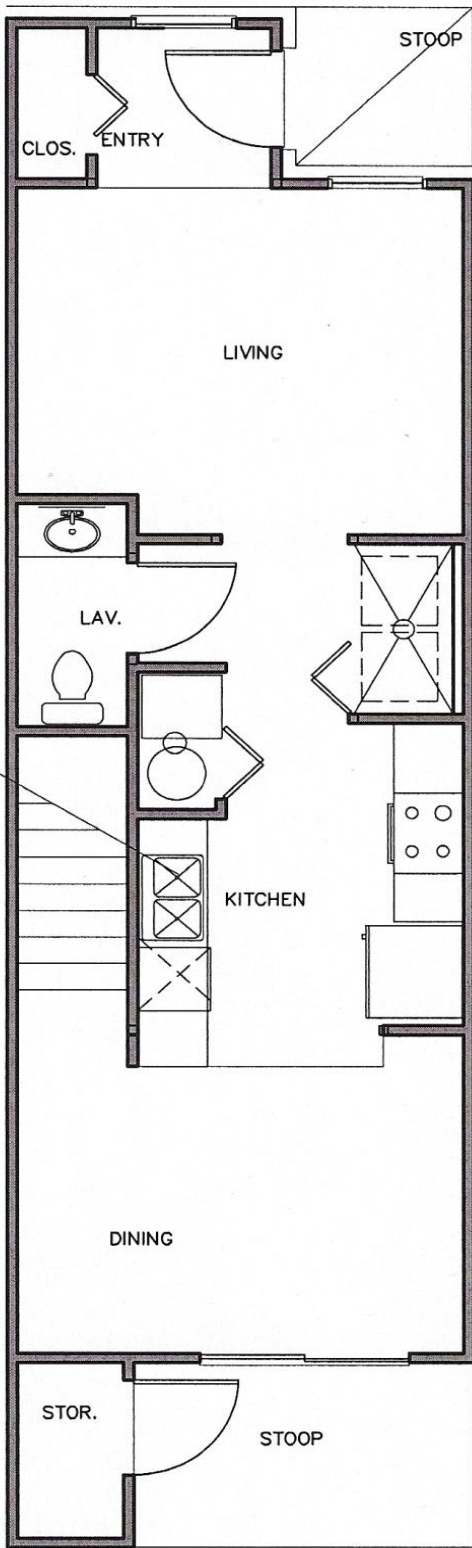 STOOP
CLOS.
ENTRY
LIVING
LAV.
KITCHEN
DINING
STOR.
STOOP